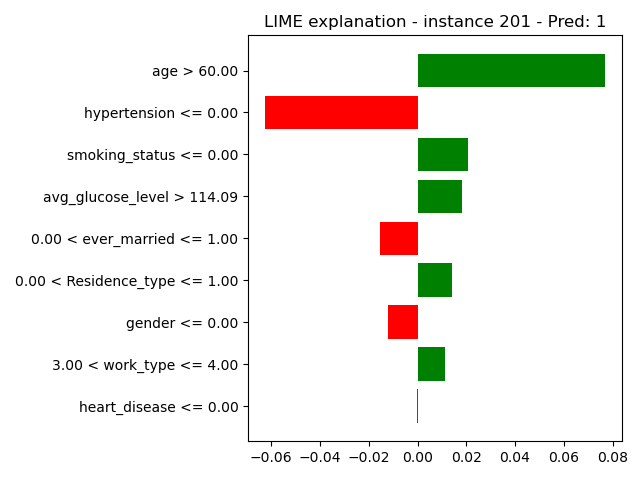 LIME explanation - instance 201 - Pred: 1
age > 60.00
hypertension <= 0.00
smoking_status <= 0.00
avg_glucose_level > 114.09
0.00 < ever_married <= 1.00
0.00 < Residence_type <= 1.00
gender <= 0.00
3.00 < work_type <= 4.00
heart_disease <= 0.00
−0.06 −0.04 −0.02 0.00 0.02 0.04 0.06 0.08